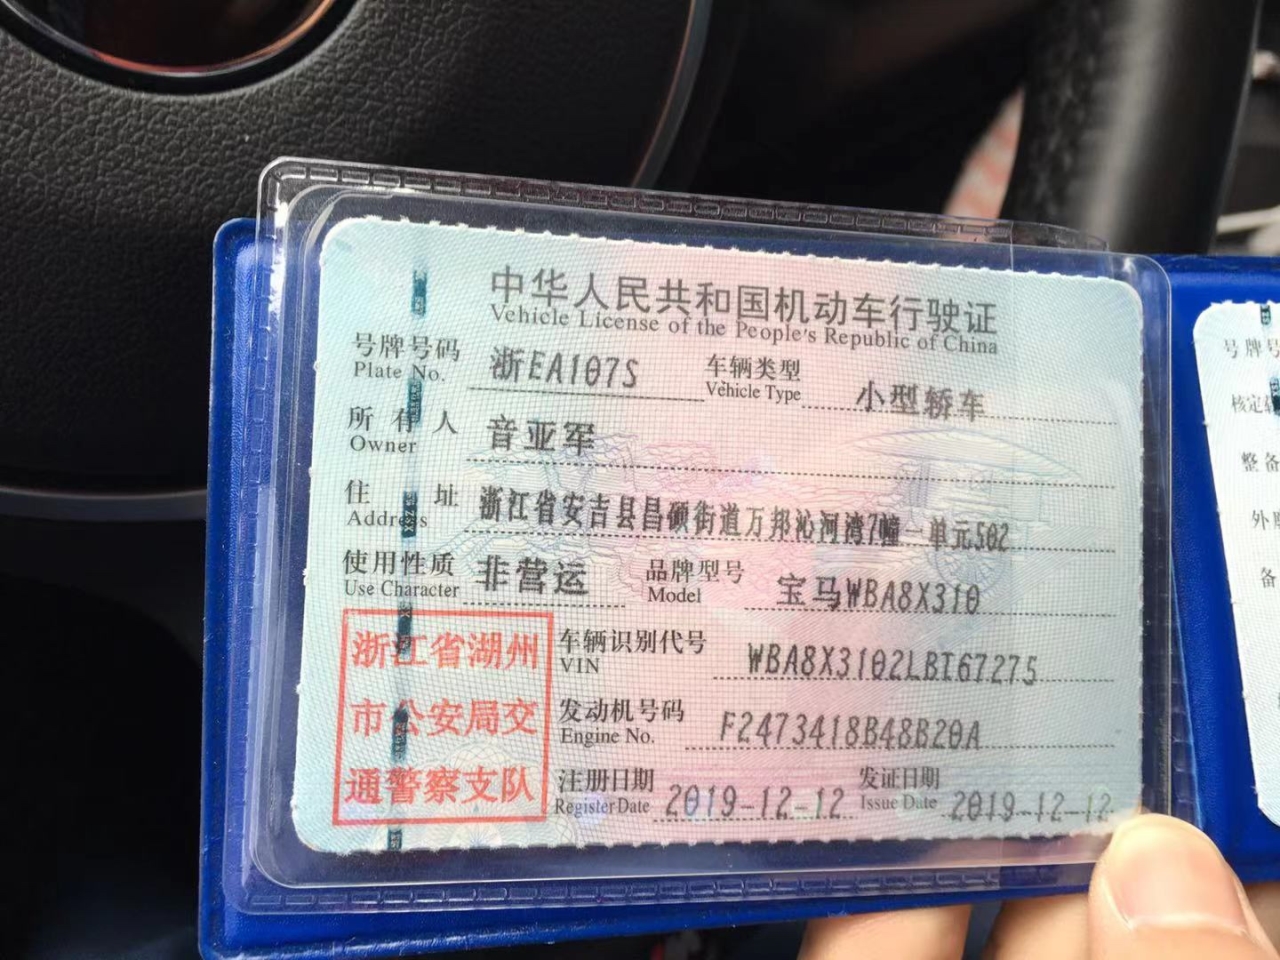 中华人民共和国机动车行驶证
Vehicle License of the People's Republic of China
号牌号码 浙EA107S 车辆类型 小型轿车
Plate No. Vehicle Type
所有人 音亚军
Owner
住址 浙江省安吉县昌硕街道万邦沁河湾7幢一单元502
Address
使用性质 非营运 品牌型号 宝马WBA8X310
Use Character Model
浙江省湖州
市公安局交
通警察支队
车辆识别代号 WBA8X3102LBT67275
VIN
发动机号码 F2473418B48B20A
Engine No.
注册日期 2019-12-12 发证日期 2019-12-12
Register Date Issue Date
号牌号
核定
整备
外
备